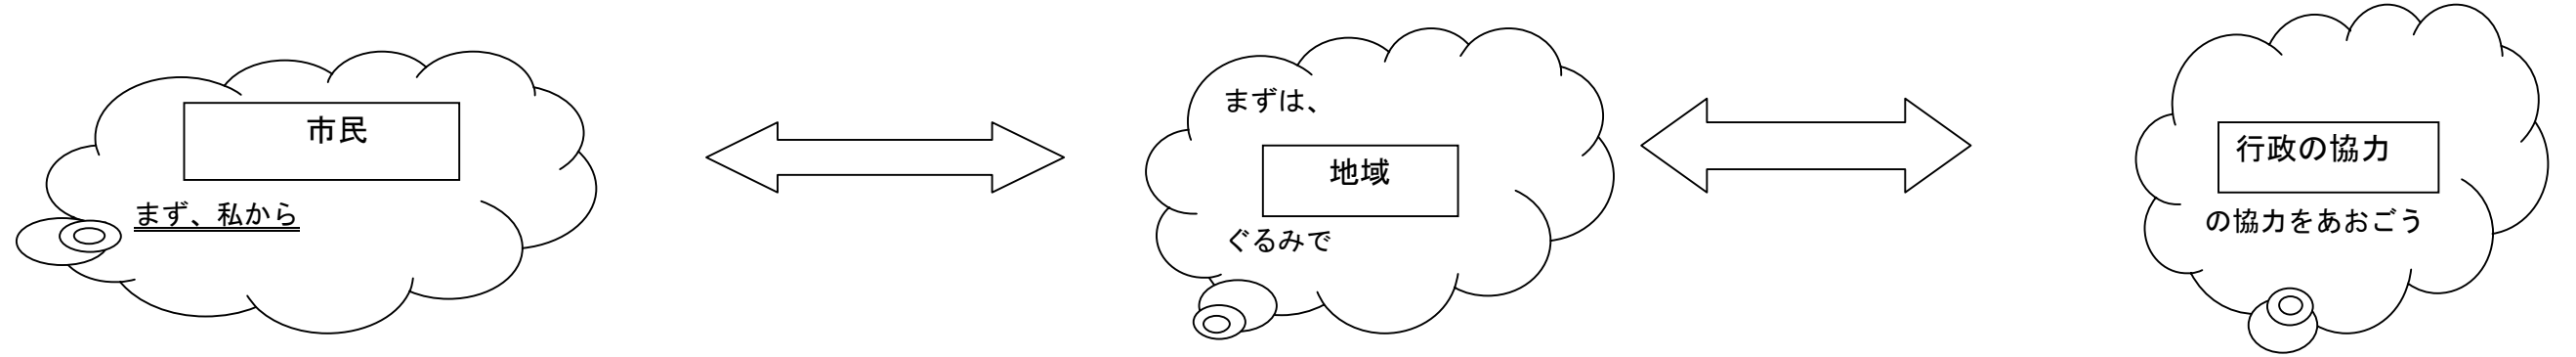 市民
まず、私から
まずは、
地域
ぐるみで
行政の協力
の協力をあおごう